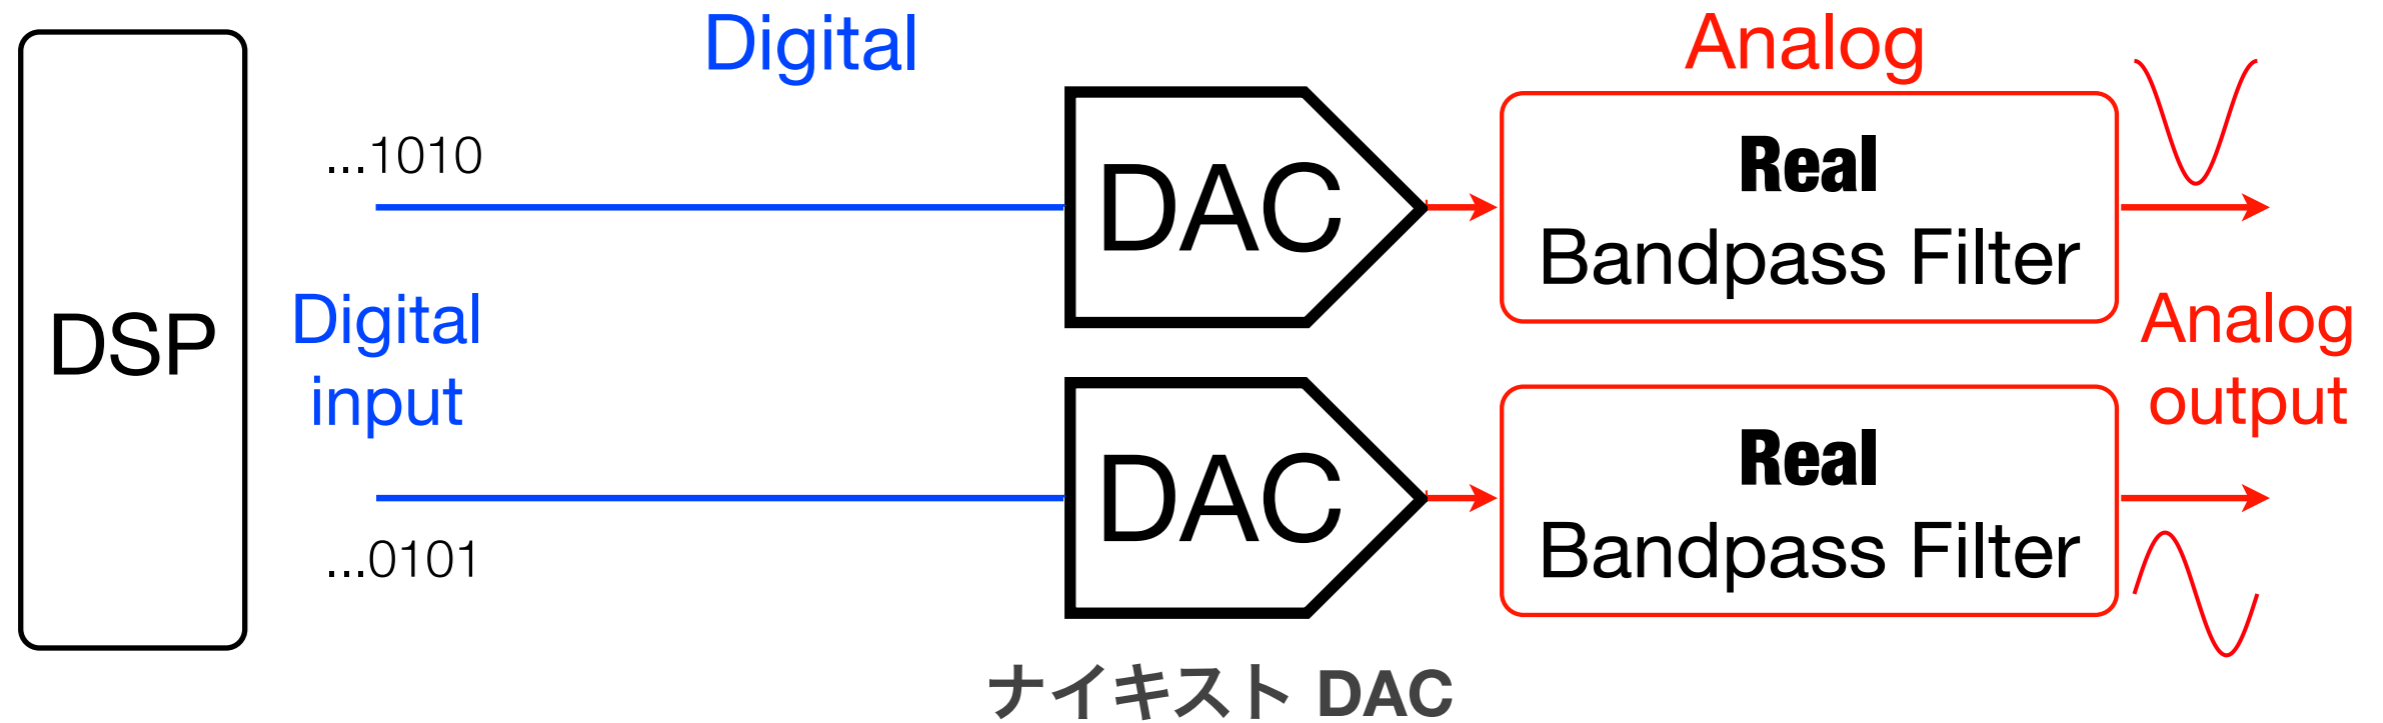 Digital
Analog
...1010
DAC
Real
Bandpass Filter
DSP
Digital
input
Analog
output
DAC
Real
Bandpass Filter
...0101
ナイキスト DAC